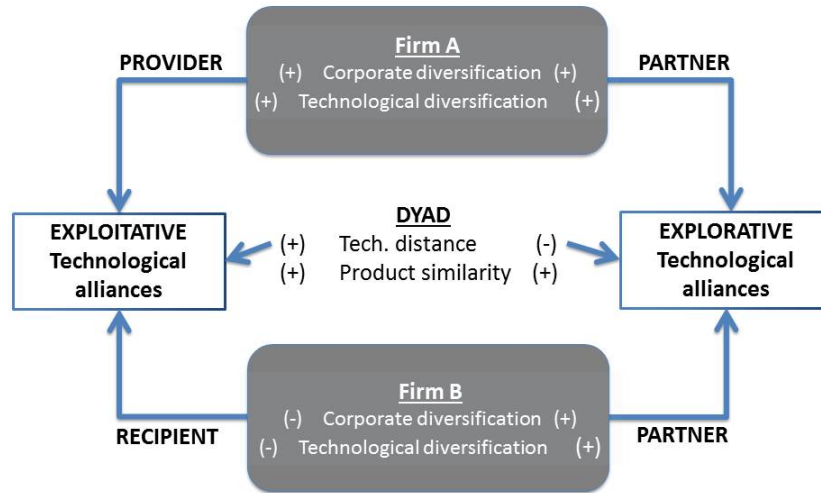 Firm A
(+) Corporate diversification (+)
(+) Technological diversification (+)
PROVIDER
PARTNER
EXPLOITATIVE
Technological
alliances
DYAD
(+) Tech. distance (-)
(+) Product similarity (+)
EXPLORATIVE
Technological
alliances
Firm B
(-) Corporate diversification (+)
(-) Technological diversification (+)
RECIPIENT
PARTNER